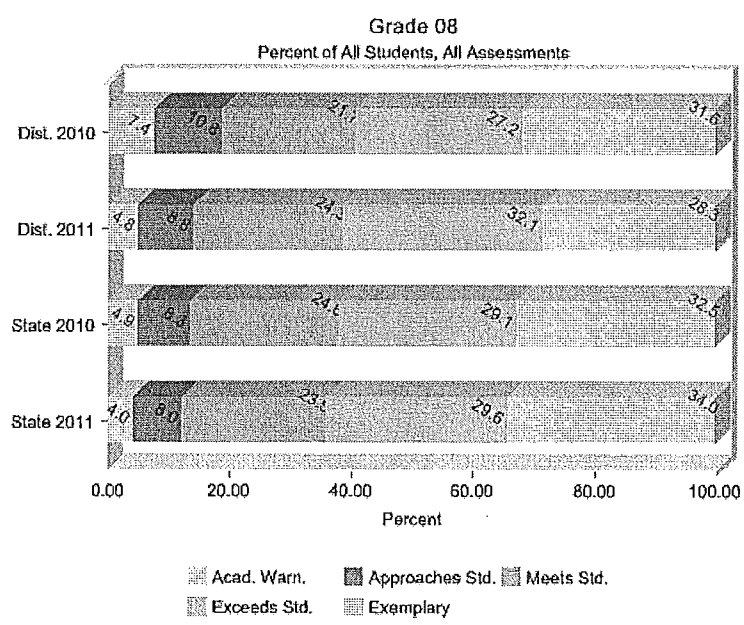 Grade 08
Percent of All Students, All Assessments
Dist. 2010
7.4
10.8
27.2
31.6
Dist. 2011
4.8
8.8
32.1
28.3
State 2010
4.9
29.1
32.5
State 2011
4.0
8.0
29.6
34.0
0.00 20.00 40.00 60.00 80.00 100.00
Percent
Acad. Warn. Approaches Std. Meets Std.
Exceeds Std. Exemplary